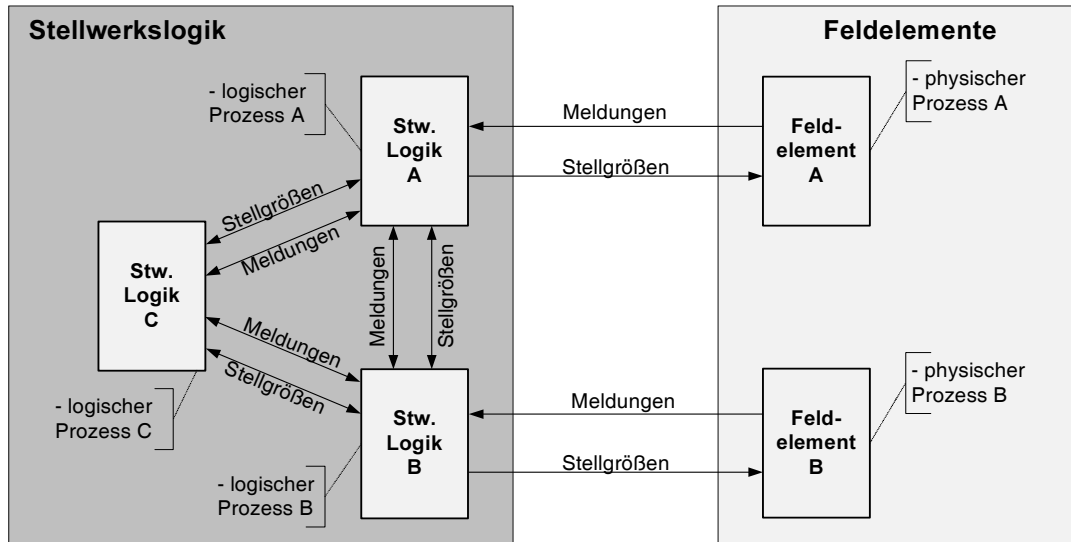 Stellwerkslogik
Feldelemente
- logischer
Prozess A
Stw.
Logik
A
Meldungen
Stellgrößen
Feld-
element
A
- physischer
Prozess A
Stellgrößen
Meldungen
Stw.
Logik
C
Meldungen
Stellgrößen
Meldungen
Stellgrößen
- logischer
Prozess C
Stw.
Logik
B
- logischer
Prozess B
Meldungen
Stellgrößen
Feld-
element
B
- physischer
Prozess B